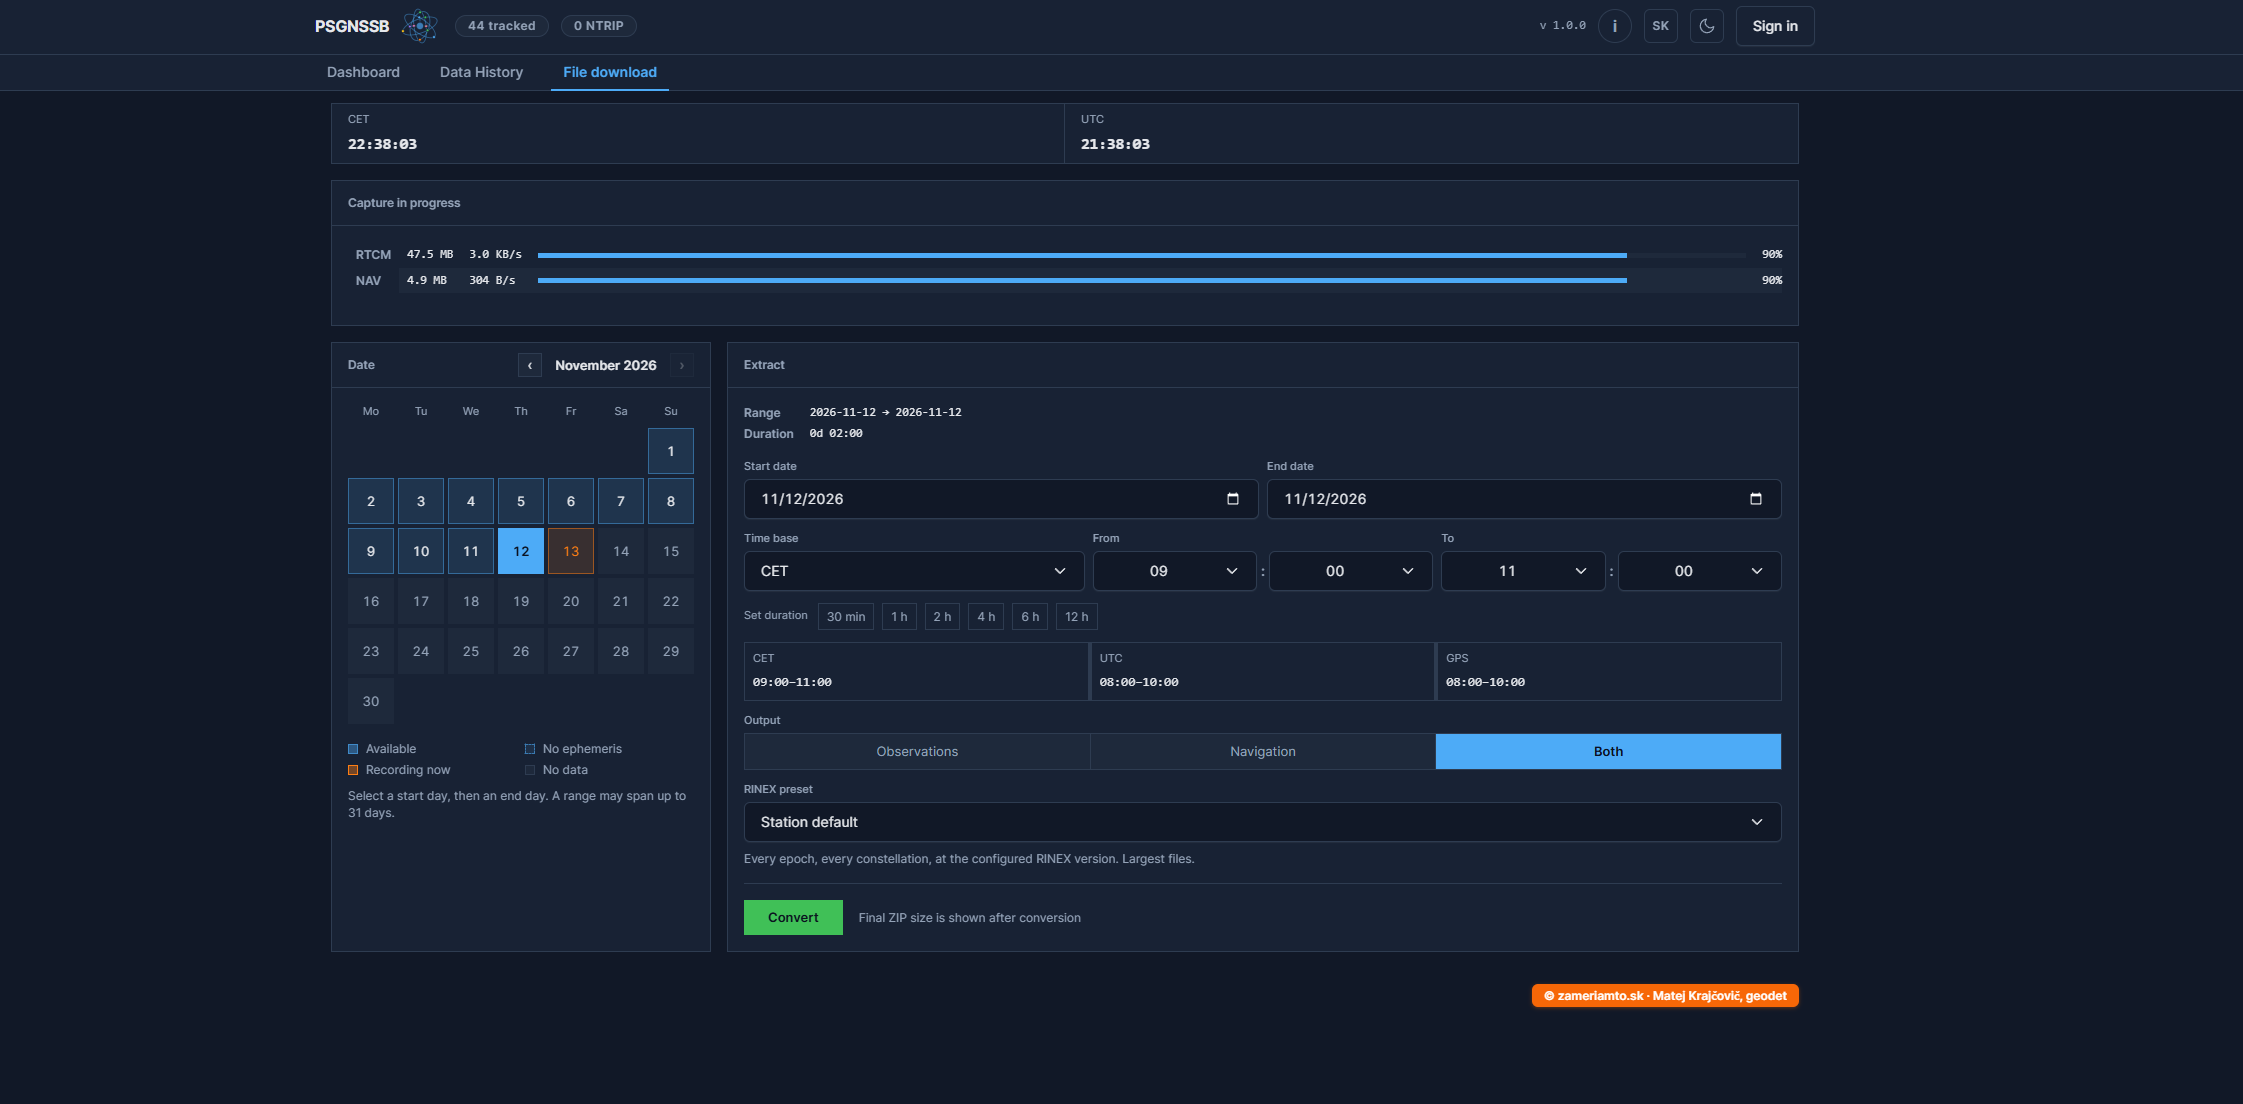 PSGNSSB 44 tracked 0 NTRIP v 1.0.0 i SK Sign in
Dashboard Data History File download
CET UTC
22:38:03 21:38:03
Capture in progress
RTCM 47.5 MB 3.0 KB/s 90%
NAV 4.9 MB 304 B/s 90%
Date ‹ November 2026 ›
Mo Tu We Th Fr Sa Su
1
2 3 4 5 6 7 8
9 10 11 12 13 14 15
16 17 18 19 20 21 22
23 24 25 26 27 28 29
30
Available No ephemeris
Recording now No data
Select a start day, then an end day. A range may span up to
31 days.
Extract
Range 2026-11-12 → 2026-11-12
Duration 0d 02:00
Start date End date
11/12/2026 11/12/2026
Time base From To
CET 09 : 00 11 : 00
Set duration 30 min 1 h 2 h 4 h 6 h 12 h
CET UTC GPS
09:00–11:00 08:00–10:00 08:00–10:00
Output
Observations Navigation Both
RINEX preset
Station default
Every epoch, every constellation, at the configured RINEX version. Largest files.
Convert Final ZIP size is shown after conversion
© zameriamto.sk · Matej Krajčovič, geodet